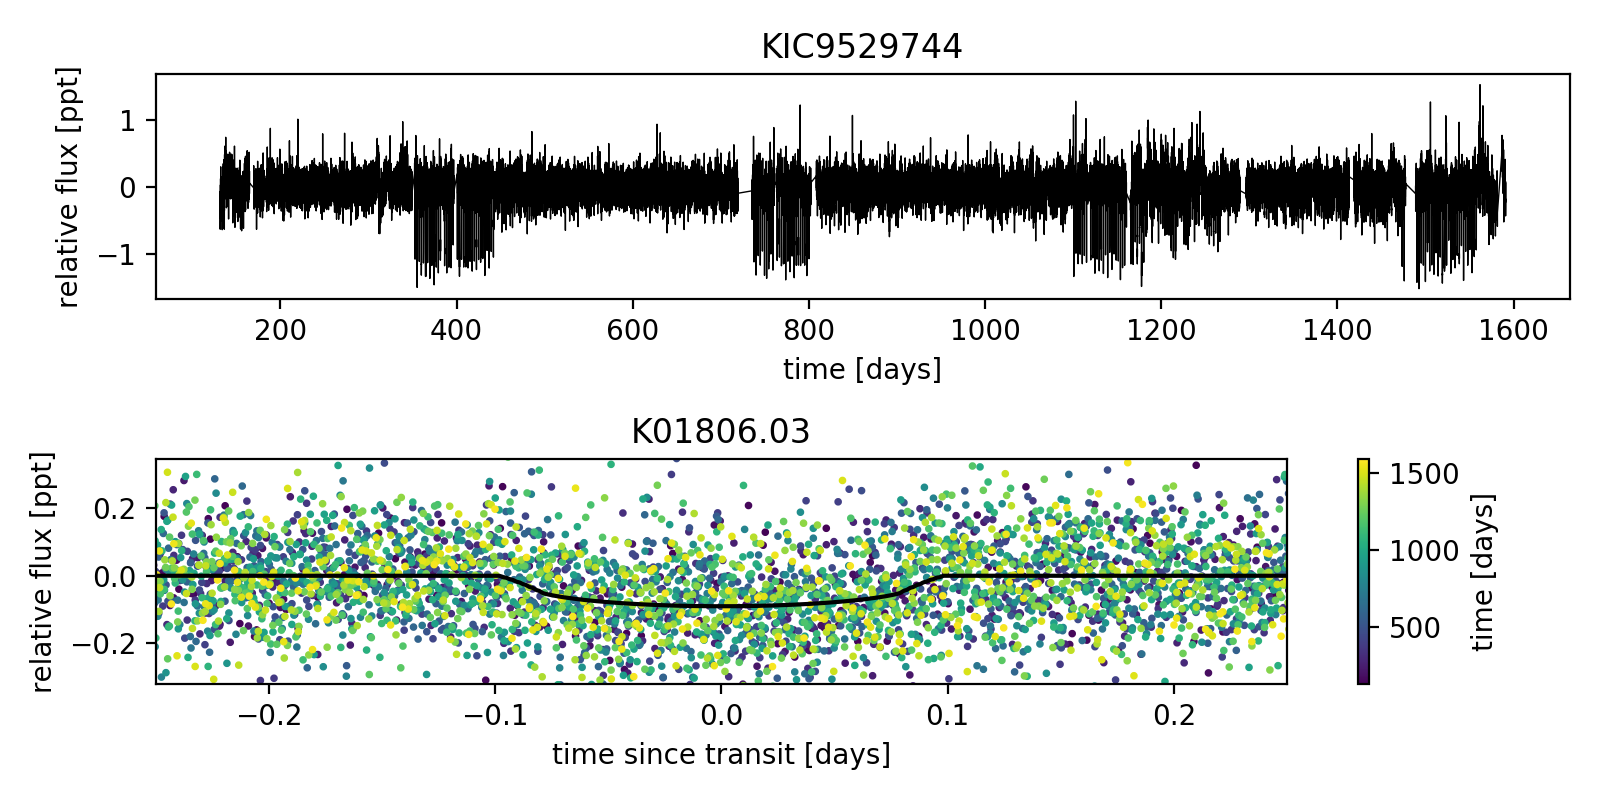 KIC9529744
relative flux [ppt]
1
0
−1
200 400 600 800 1000 1200 1400 1600
time [days]
K01806.03
relative flux [ppt]
0.2
0.0
−0.2
−0.2 −0.1 0.0 0.1 0.2
time since transit [days]
1500
1000
500
time [days]